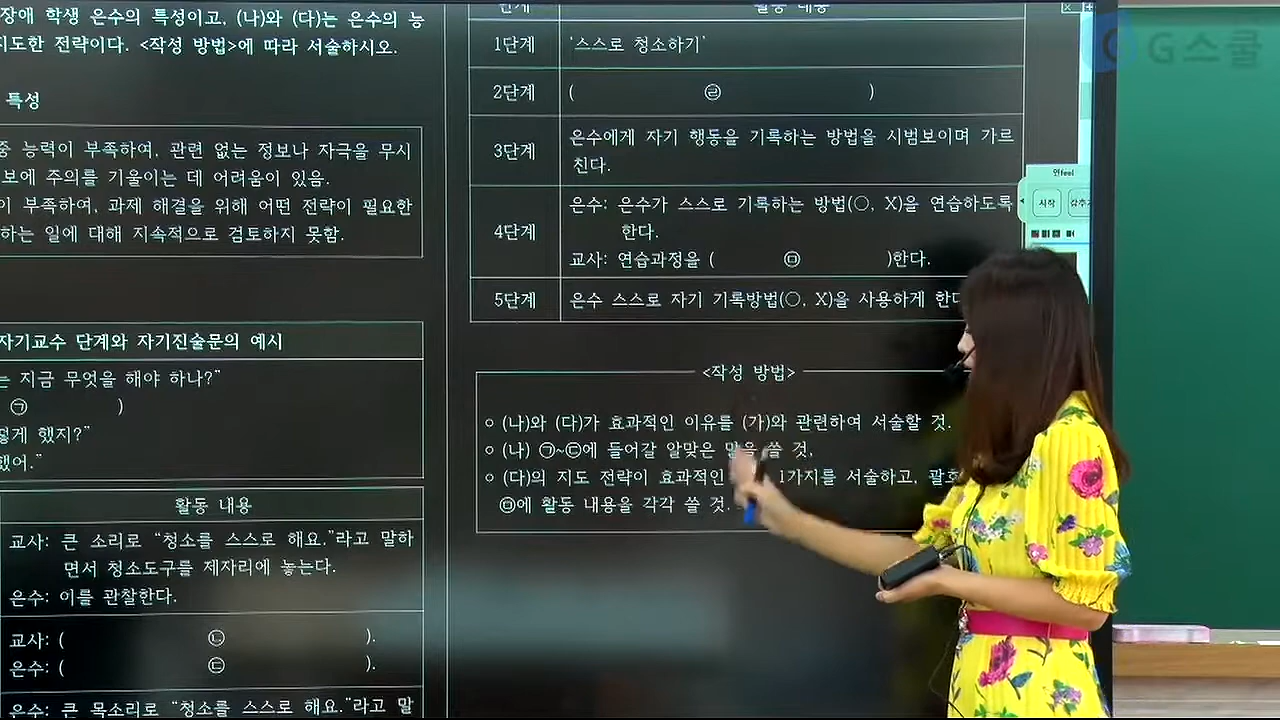 장애 학생 은수의 특성이고, (나)와 (다)는 은수의 능
지도한 전략이다. <작성 방법>에 따라 서술하시오.
특성
중 능력이 부족하여, 관련 없는 정보나 자극을 무시
보에 주의를 기울이는 데 어려움이 있음.
이 부족하여, 과제 해결을 위해 어떤 전략이 필요한
하는 일에 대해 지속적으로 검토하지 못함.
자기교수 단계와 자기진술문의 예시
는 지금 무엇을 해야 하나?"
㉠ )
떻게 했지?"
했어."
활동 내용
교사: 큰 소리로 "청소를 스스로 해요."라고 말하
면서 청소도구를 제자리에 놓는다.
은수: 이를 관찰한다.
교사: ( ㉡ ).
은수: ( ㉢ ).
은수: 큰 목소리로 "청소를 스스로 해요."라고 말
단계 활동 내용
1단계 '스스로 청소하기'
2단계 ( ㉣ )
3단계 은수에게 자기 행동을 기록하는 방법을 시범보이며 가르
친다.
4단계 은수: 은수가 스스로 기록하는 방법(○, X)을 연습하도록
한다.
교사: 연습과정을 ( ㉤ )한다.
5단계 은수 스스로 자기 기록방법(○, X)을 사용하게 한다
<작성 방법>
○ (나)와 (다)가 효과적인 이유를 (가)와 관련하여 서술할 것.
○ (나) ㉠~㉢에 들어갈 알맞은 말을 쓸 것.
○ (다)의 지도 전략이 효과적인 1가지를 서술하고, 괄호
㉤에 활동 내용을 각각 쓸 것.
연feel
시작
감추기
G스쿨